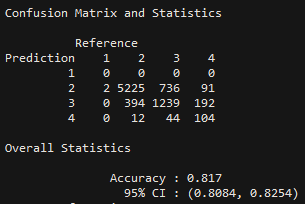 Confusion Matrix and Statistics
Reference
Prediction 1 2 3 4
1 0 0 0 0
2 2 5225 736 91
3 0 394 1239 192
4 0 12 44 104
Overall Statistics
Accuracy : 0.817
95% CI : (0.8084, 0.8254)